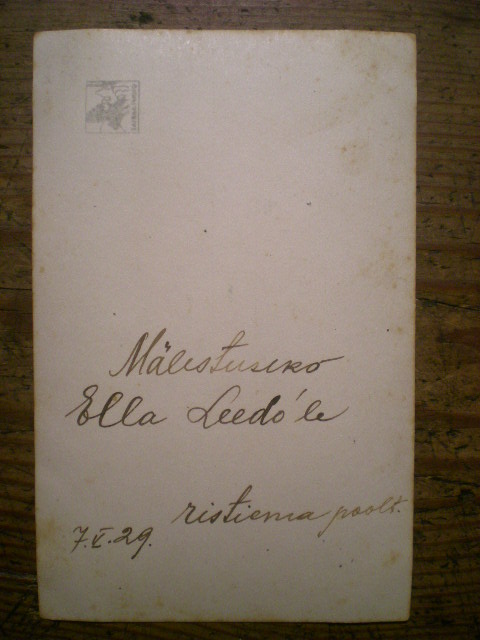 Mälestuseks
Ella Leedo'le
ristiema poolt.
7.V.29.